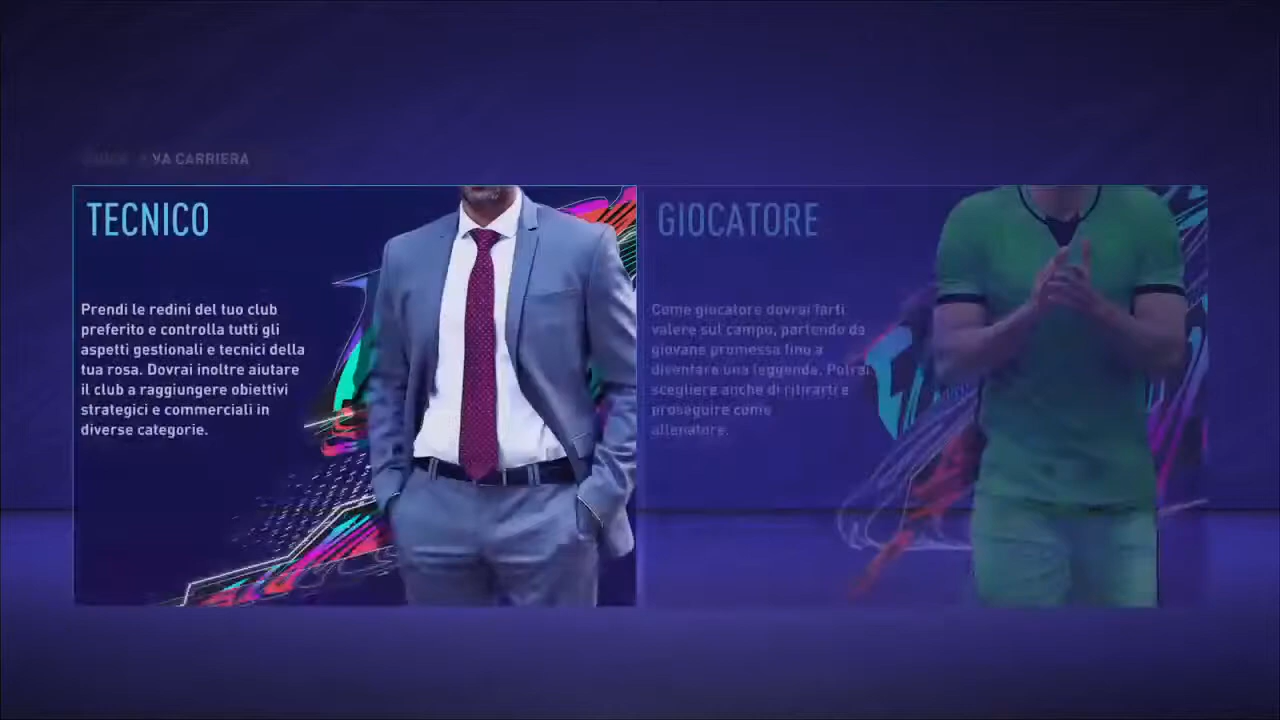 VA CARRIERA
TECNICO
Prendi le redini del tuo club
preferito e controlla tutti gli
aspetti gestionali e tecnici della
tua rosa. Dovrai inoltre aiutare
il club a raggiungere obiettivi
strategici e commerciali in
diverse categorie.
GIOCATORE
Come giocatore dovrai farti
valere sul campo, partendo da
giovane promessa fino a
diventare una leggenda. Potrai
scegliere anche di ritirarti e
proseguire come
allenatore.